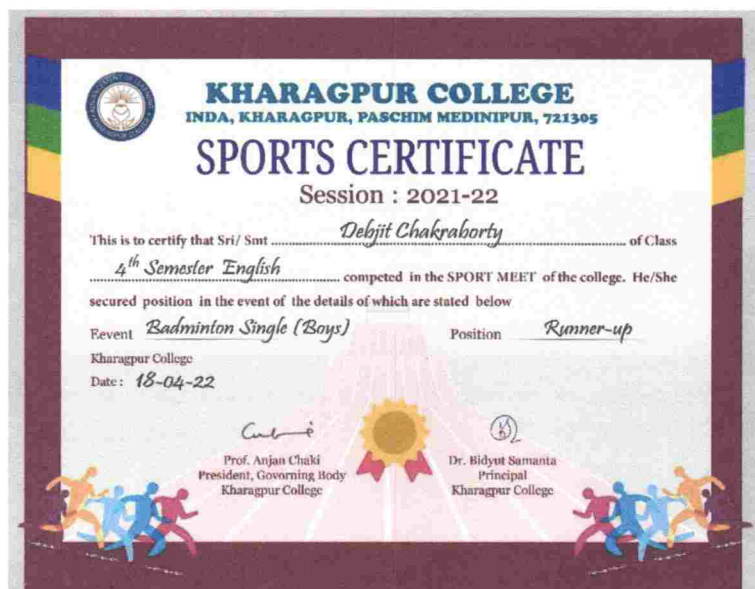 KHARAGPUR COLLEGE
INDA, KHARAGPUR, PASCHIM MEDINIPUR, 721305
SPORTS CERTIFICATE
Session : 2021-22
This is to certify that Sri/ Smt Debjit Chakraborty of Class
4th Semester English competed in the SPORT MEET of the college. He/She
secured position in the event of the details of which are stated below
Eevent Badminton Single (Boys) Position Runner-up
Kharagpur College
Date : 18-04-22
Prof. Anjan Chaki
President, Govorning Body
Kharagpur College
Dr. Bidyut Samanta
Principal
Kharagpur College